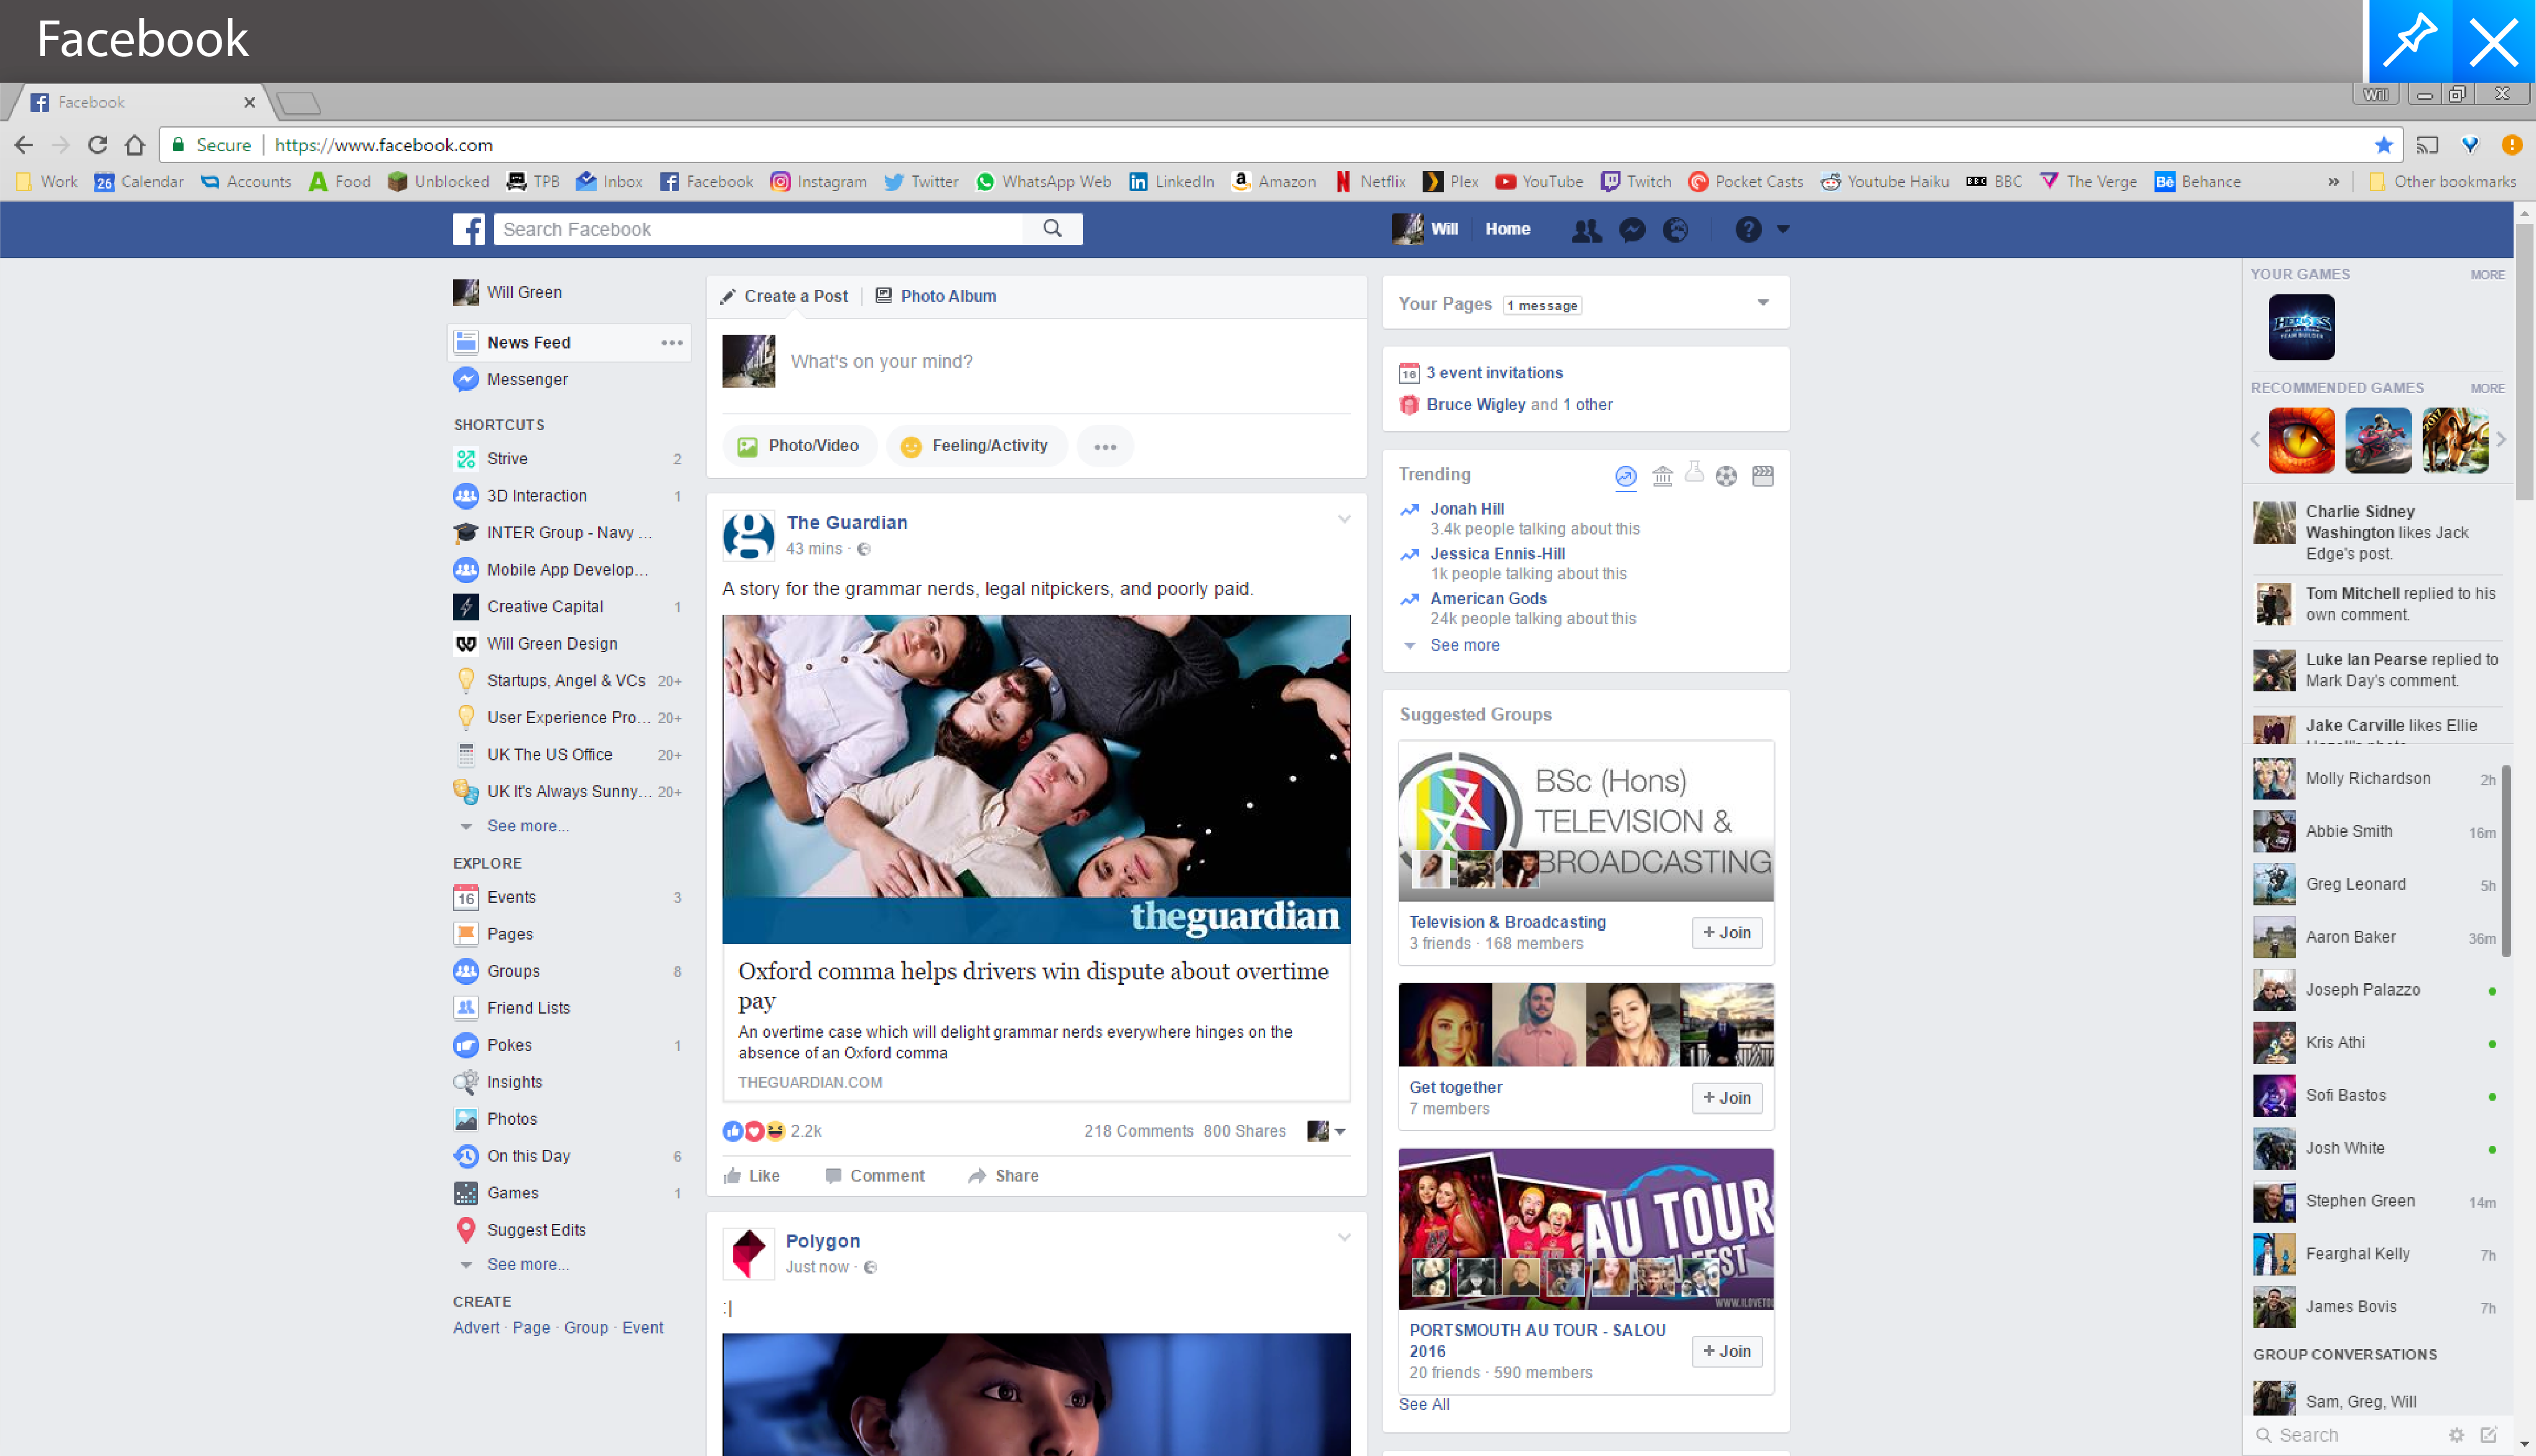 Facebook
Facebook
Will
Secure https://www.facebook.com
Work 26 Calendar Accounts Food Unblocked TPB Inbox Facebook Instagram Twitter WhatsApp Web LinkedIn Amazon Netflix Plex YouTube Twitch Pocket Casts Youtube Haiku BBC BBC The Verge Bē Behance » Other bookmarks
Search Facebook
Will Home
Will Green
News Feed
Messenger
SHORTCUTS
Strive 2
3D Interaction 1
INTER Group - Navy ...
Mobile App Develop...
Creative Capital 1
Will Green Design
Startups, Angel & VCs 20+
User Experience Pro... 20+
UK The US Office 20+
UK It's Always Sunny... 20+
See more...
EXPLORE
16 Events 3
Pages
Groups 8
Friend Lists
Pokes 1
Insights
Photos
On this Day 6
Games 1
Suggest Edits
See more...
CREATE
Advert · Page · Group · Event
Create a Post Photo Album
What's on your mind?
Photo/Video Feeling/Activity
The Guardian
43 mins ·
A story for the grammar nerds, legal nitpickers, and poorly paid.
theguardian
Oxford comma helps drivers win dispute about overtime
pay
An overtime case which will delight grammar nerds everywhere hinges on the
absence of an Oxford comma
THEGUARDIAN.COM
2.2k 218 Comments 800 Shares
Like Comment Share
Polygon
Just now ·
:|
Your Pages 1 message
16 3 event invitations
Bruce Wigley and 1 other
Trending
Jonah Hill
3.4k people talking about this
Jessica Ennis-Hill
1k people talking about this
American Gods
24k people talking about this
See more
Suggested Groups
BSc (Hons)
TELEVISION &
BROADCASTING
Television & Broadcasting
3 friends · 168 members
+ Join
Get together
7 members
+ Join
AU TOUR
PORTSMOUTH AU TOUR - SALOU
2016
20 friends · 590 members
+ Join
See All
YOUR GAMES MORE
HEROES
OF THE STORM
TEAM BUILDER
RECOMMENDED GAMES MORE
2017
Charlie Sidney
Washington likes Jack
Edge's post.
Tom Mitchell replied to his
own comment.
Luke Ian Pearse replied to
Mark Day's comment.
Jake Carville likes Ellie
Molly Richardson 2h
Abbie Smith 16m
Greg Leonard 5h
Aaron Baker 36m
Joseph Palazzo
Kris Athi
Sofi Bastos
Josh White
Stephen Green 14m
Fearghal Kelly 7h
James Bovis 7h
GROUP CONVERSATIONS
Sam, Greg, Will
Search